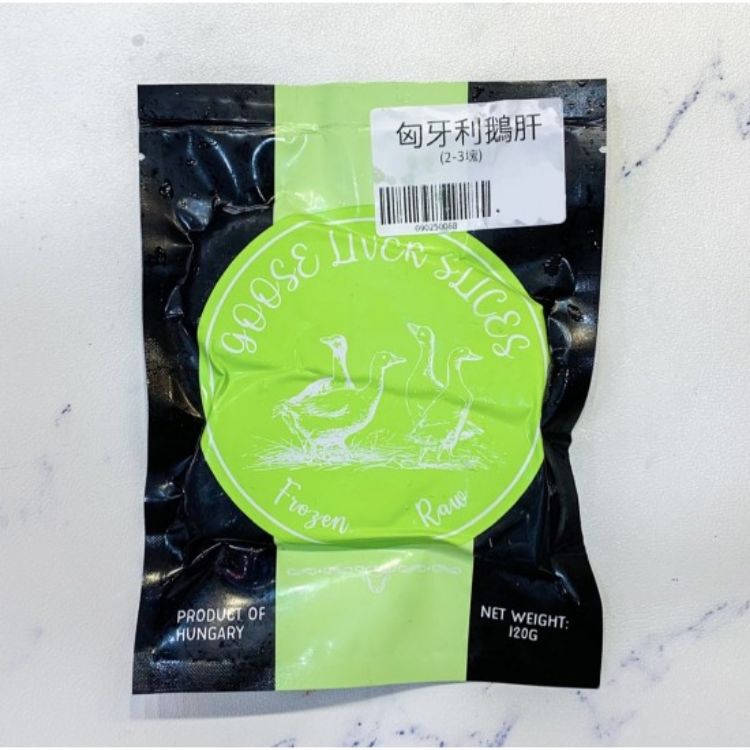 匈牙利鵝肝
(2-3塊)
090250068
GOOSE LIVER SLICES
Frozen Raw
PRODUCT OF
HUNGARY
NET WEIGHT:
120G